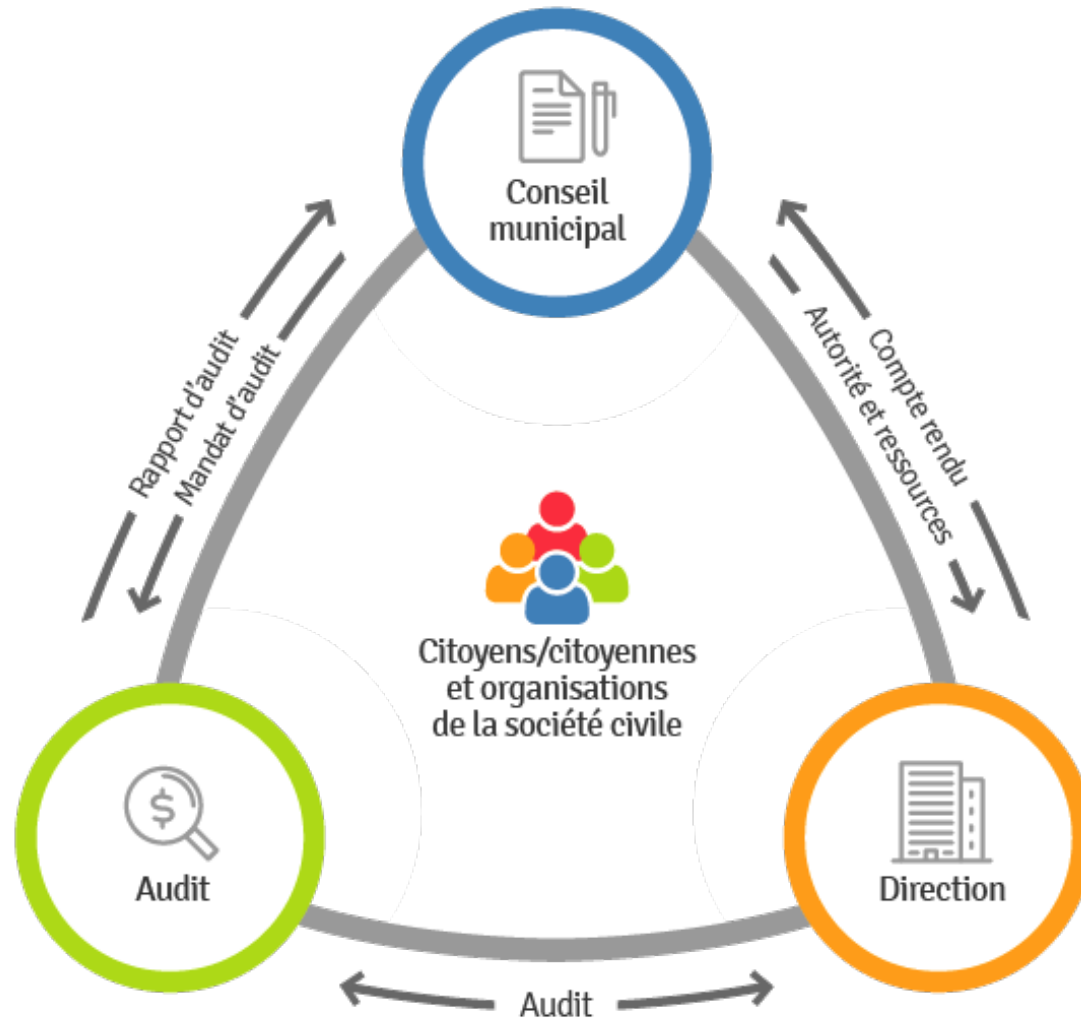 Conseil
municipal
Rapport d'audit
Mandat d'audit
Autorité et ressources
Compte rendu
Citoyens/citoyennes
et organisations
de la société civile
$
Audit
Direction
Audit